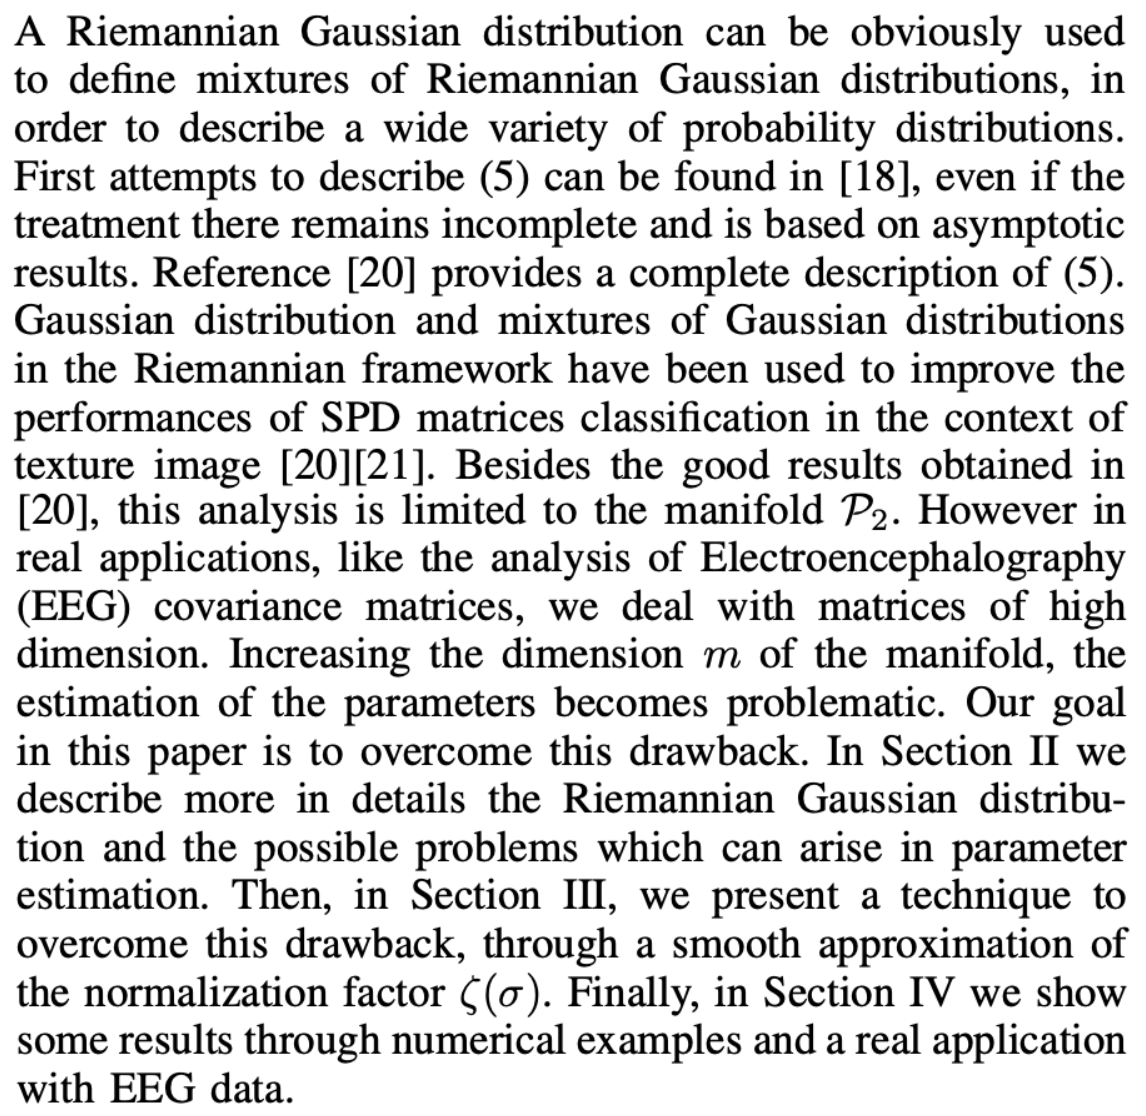 A Riemannian Gaussian distribution can be obviously used
to define mixtures of Riemannian Gaussian distributions, in
order to describe a wide variety of probability distributions.
First attempts to describe (5) can be found in [18], even if the
treatment there remains incomplete and is based on asymptotic
results. Reference [20] provides a complete description of (5).
Gaussian distribution and mixtures of Gaussian distributions
in the Riemannian framework have been used to improve the
performances of SPD matrices classification in the context of
texture image [20][21]. Besides the good results obtained in
[20], this analysis is limited to the manifold 𝒫₂. However in
real applications, like the analysis of Electroencephalography
(EEG) covariance matrices, we deal with matrices of high
dimension. Increasing the dimension m of the manifold, the
estimation of the parameters becomes problematic. Our goal
in this paper is to overcome this drawback. In Section II we
describe more in details the Riemannian Gaussian distribu-
tion and the possible problems which can arise in parameter
estimation. Then, in Section III, we present a technique to
overcome this drawback, through a smooth approximation of
the normalization factor ζ(σ). Finally, in Section IV we show
some results through numerical examples and a real application
with EEG data.